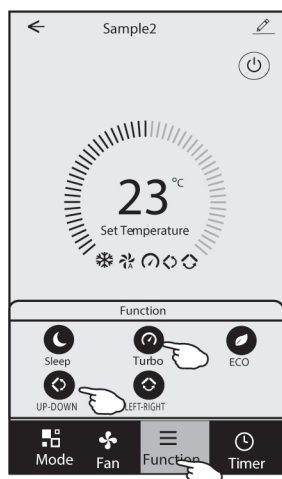 Sample2
23°C
Set Temperature
A
Function
Sleep Turbo ECO
UP-DOWN LEFT-RIGHT
Mode Fan Function Timer